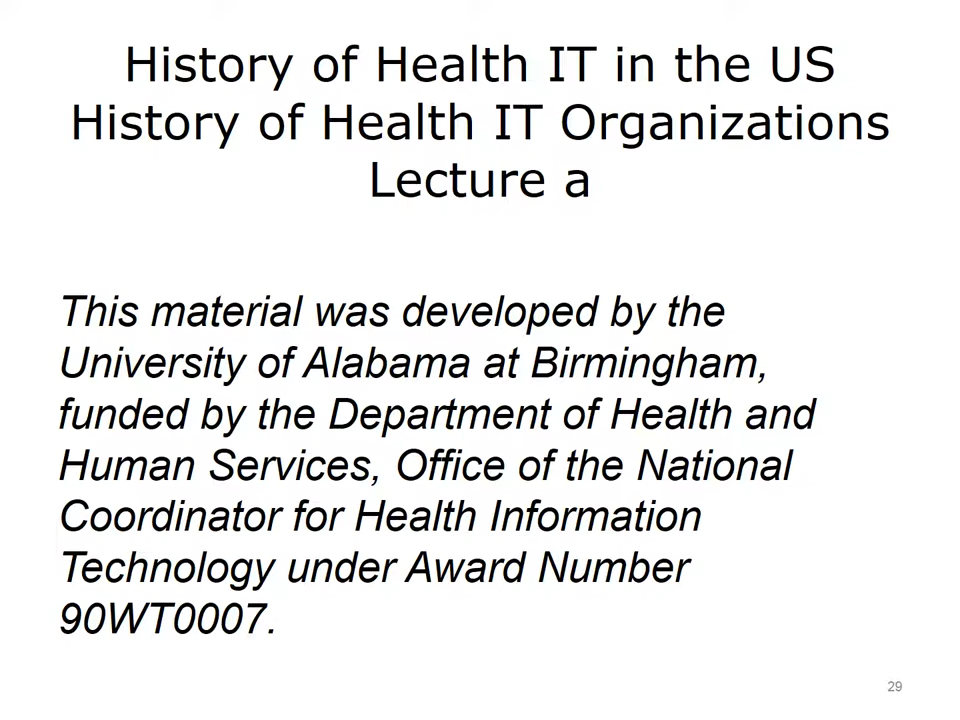 History of Health IT in the US
History of Health IT Organizations
Lecture a
This material was developed by the
University of Alabama at Birmingham,
funded by the Department of Health and
Human Services, Office of the National
Coordinator for Health Information
Technology under Award Number
90WT0007.
29